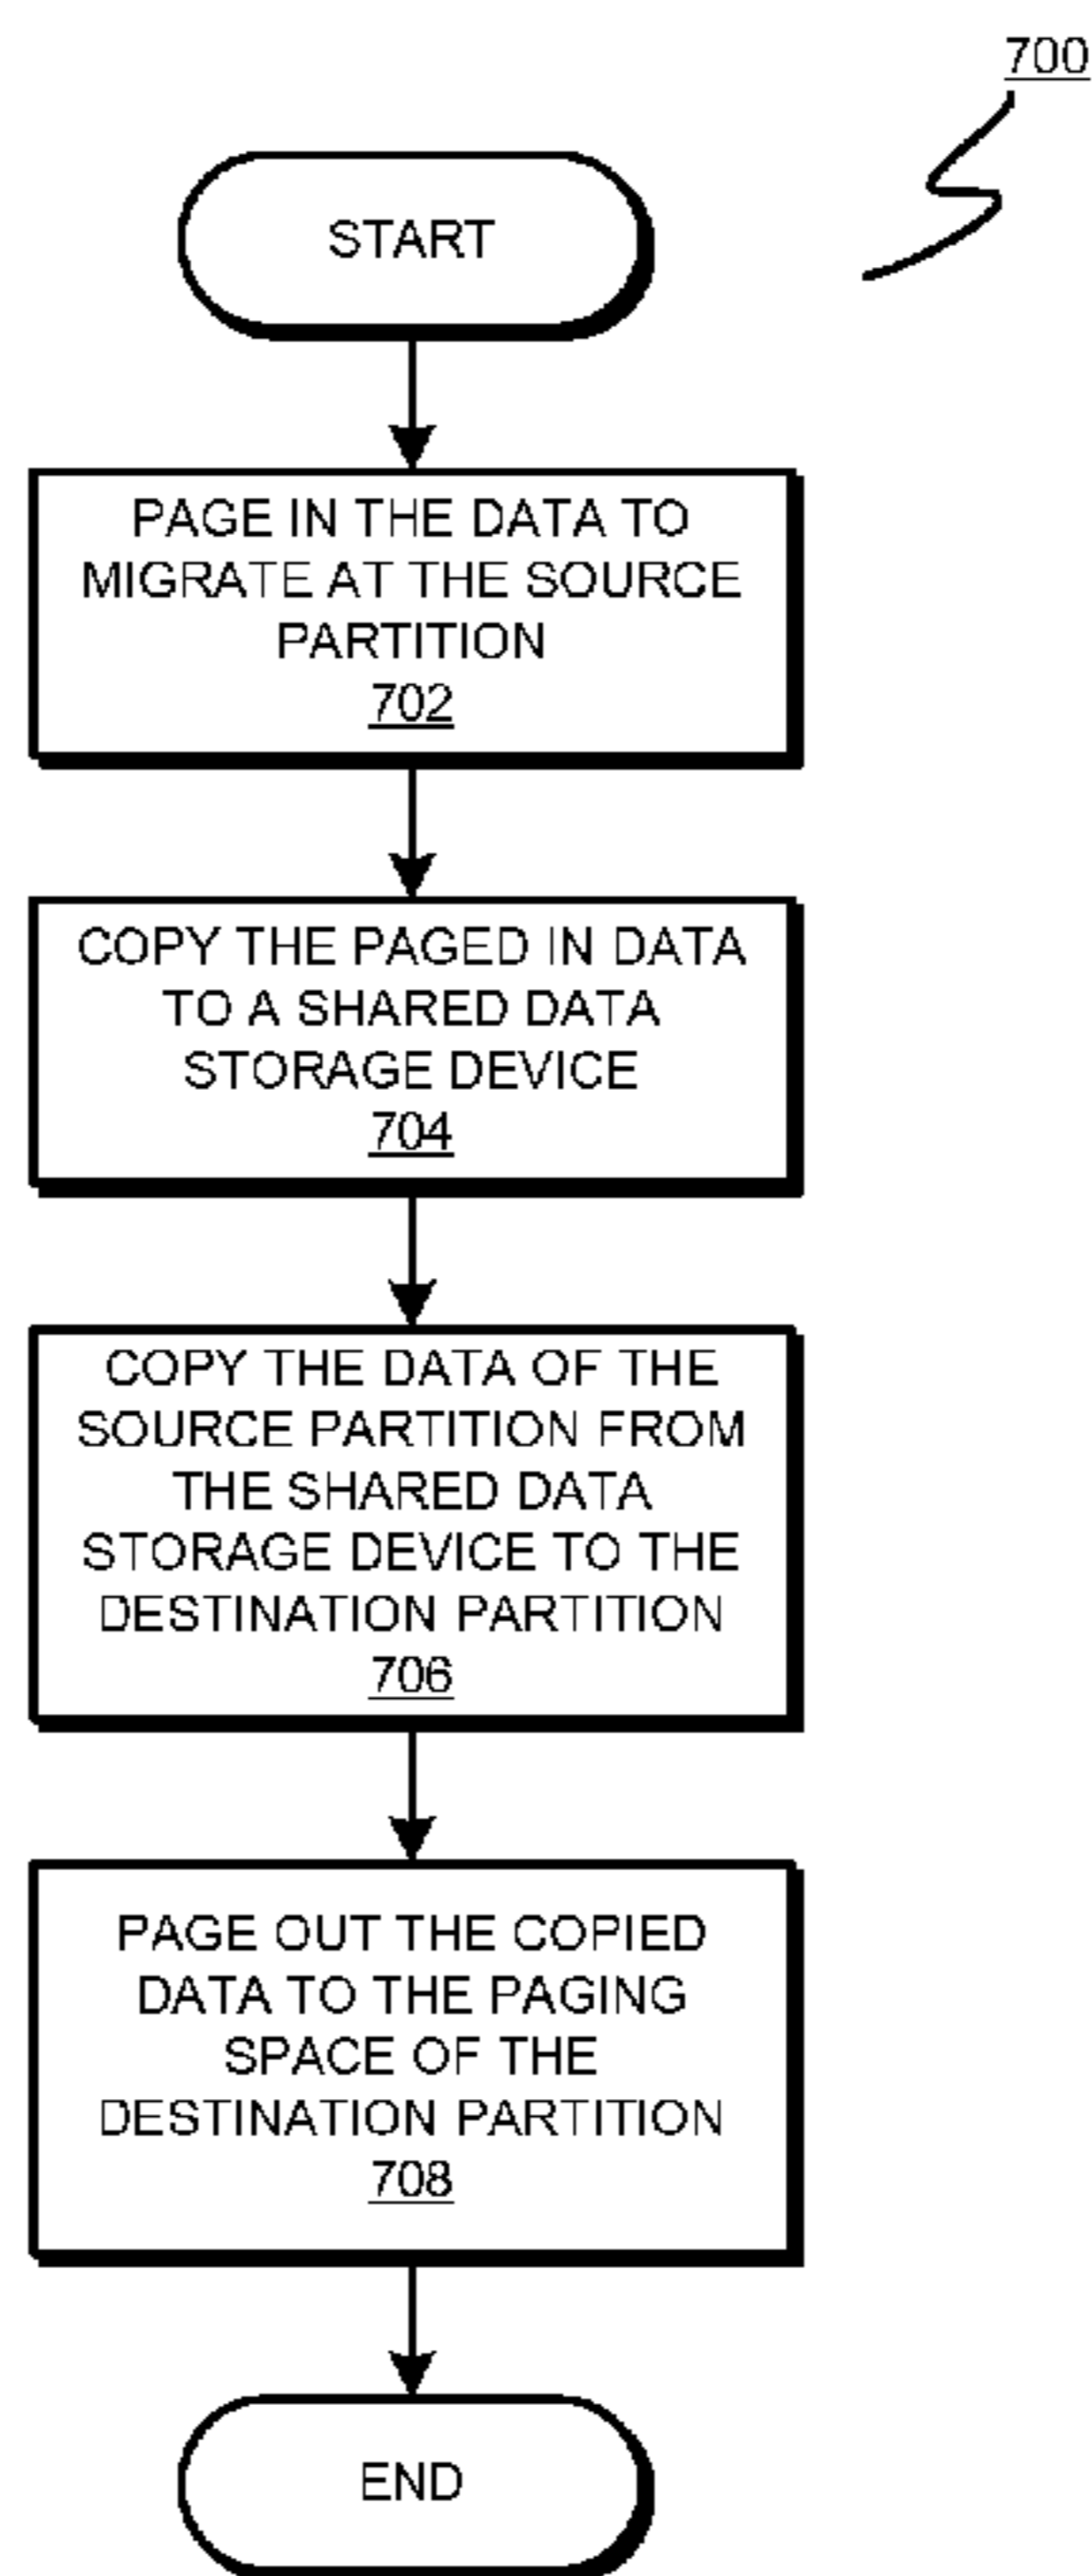 700
START
PAGE IN THE DATA TO
MIGRATE AT THE SOURCE
PARTITION
702
COPY THE PAGED IN DATA
TO A SHARED DATA
STORAGE DEVICE
704
COPY THE DATA OF THE
SOURCE PARTITION FROM
THE SHARED DATA
STORAGE DEVICE TO THE
DESTINATION PARTITION
706
PAGE OUT THE COPIED
DATA TO THE PAGING
SPACE OF THE
DESTINATION PARTITION
708
END